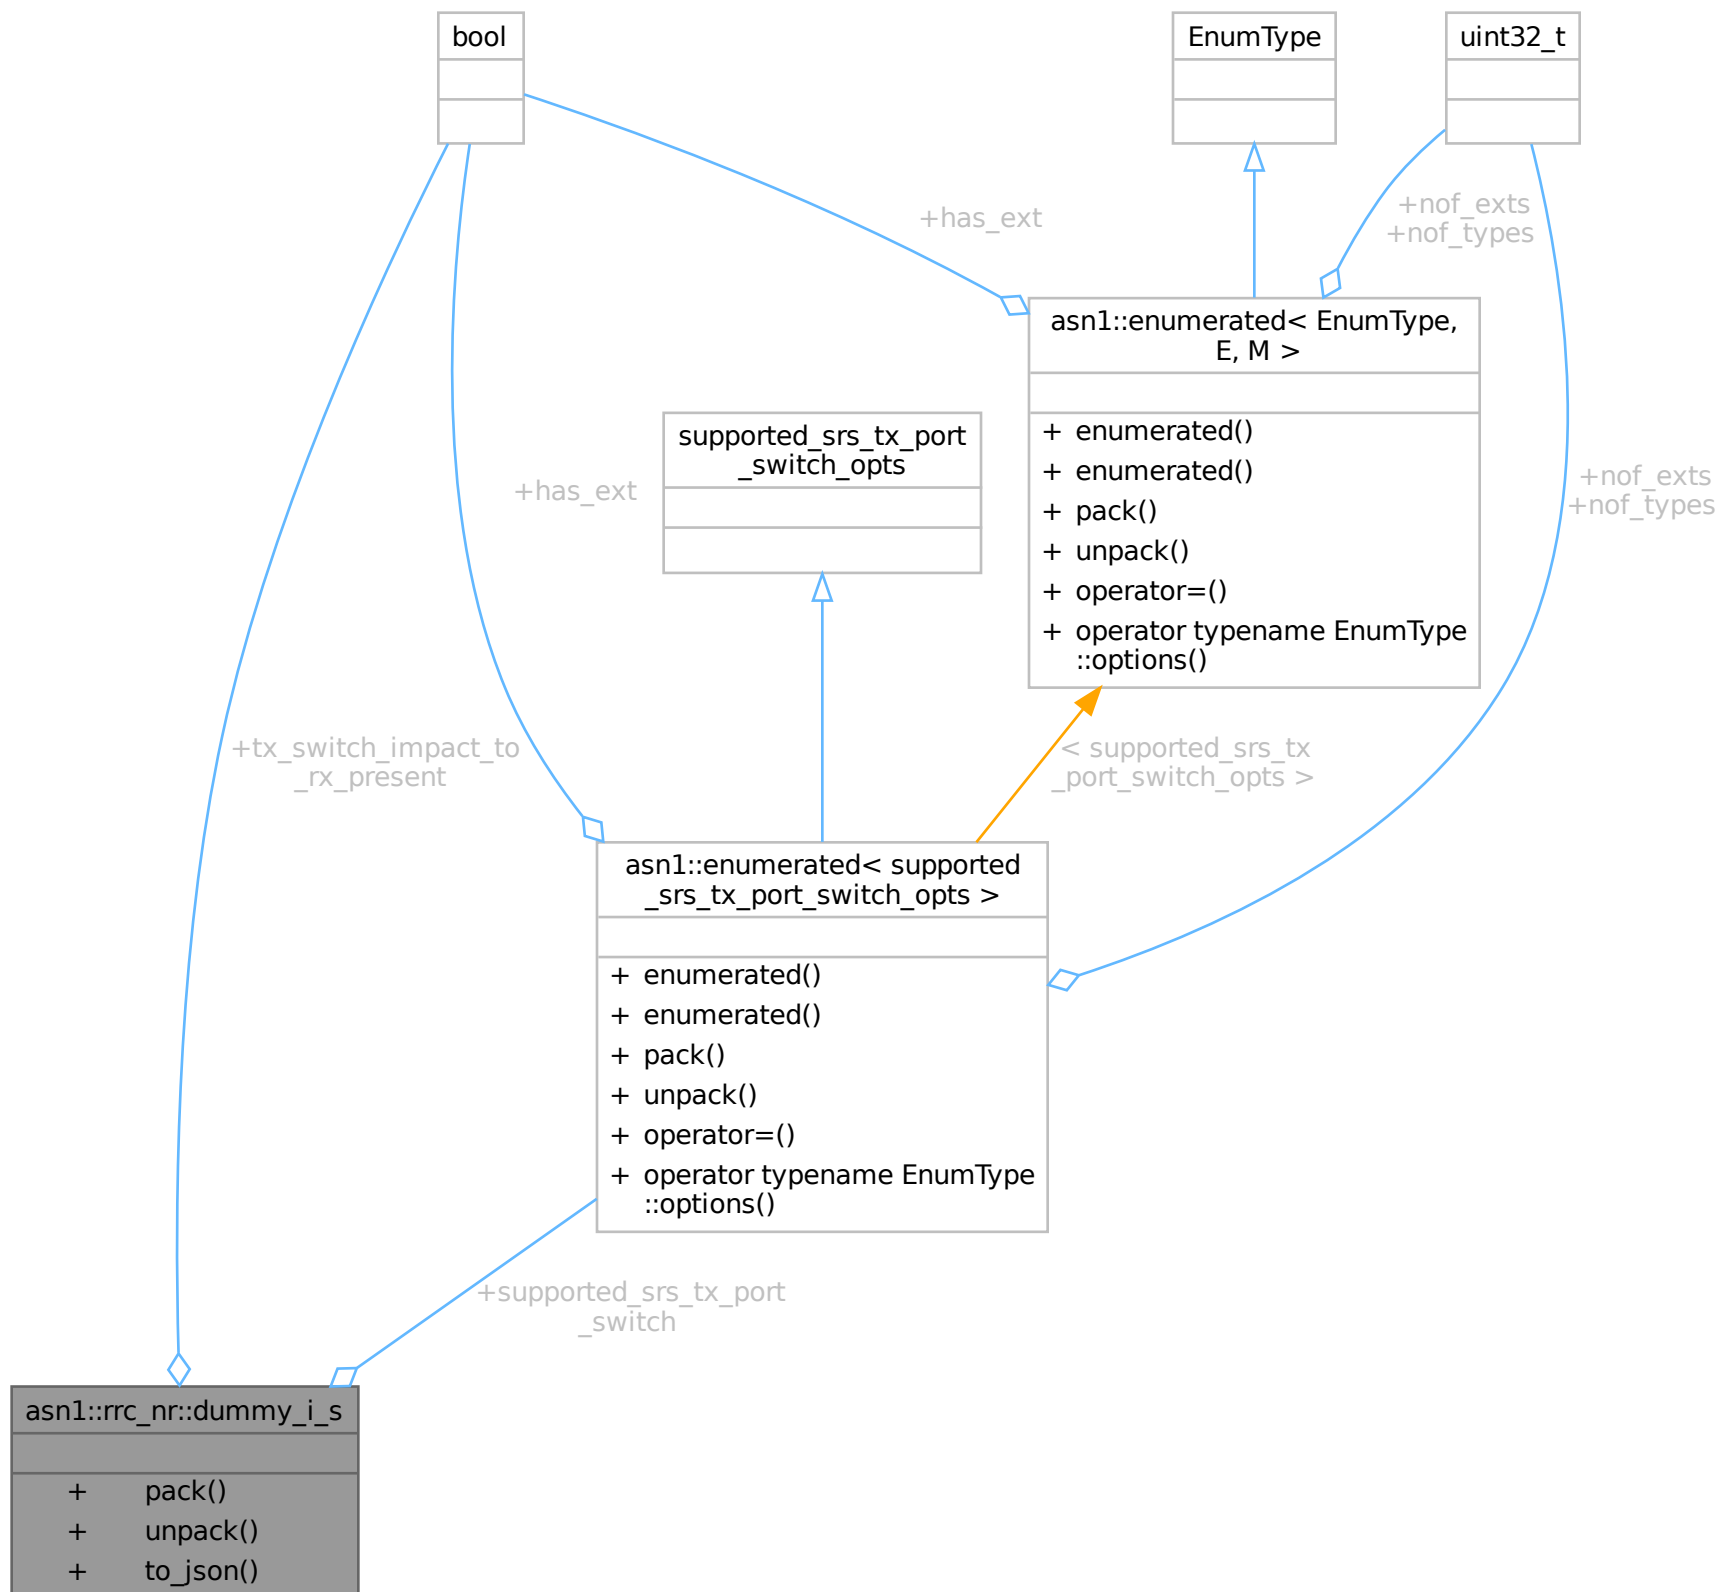 bool
EnumType
uint32_t
+has_ext
+nof_exts
+nof_types
asn1::enumerated< EnumType,
E, M >
+ enumerated()
+ enumerated()
+ pack()
+ unpack()
+ operator=()
+ operator typename EnumType
::options()
supported_srs_tx_port
_switch_opts
+has_ext
+nof_exts
+nof_types
+tx_switch_impact_to
_rx_present
< supported_srs_tx
_port_switch_opts >
asn1::enumerated< supported
_srs_tx_port_switch_opts >
+ enumerated()
+ enumerated()
+ pack()
+ unpack()
+ operator=()
+ operator typename EnumType
::options()
+supported_srs_tx_port
_switch
asn1::rrc_nr::dummy_i_s
+ pack()
+ unpack()
+ to_json()